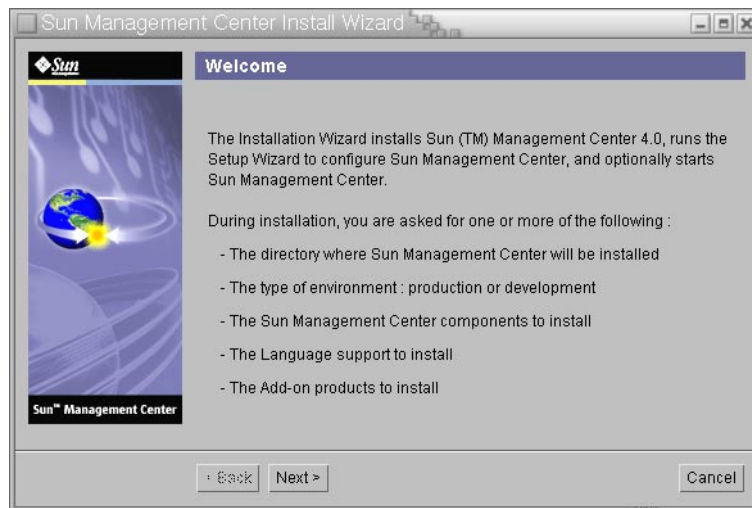 Sun Management Center Install Wizard
Sun
microsystems
Welcome
The Installation Wizard installs Sun (TM) Management Center 4.0, runs the
Setup Wizard to configure Sun Management Center, and optionally starts
Sun Management Center.
During installation, you are asked for one or more of the following :
- The directory where Sun Management Center will be installed
- The type of environment : production or development
- The Sun Management Center components to install
- The Language support to install
- The Add-on products to install
Sun™ Management Center
< Back
Next >
Cancel